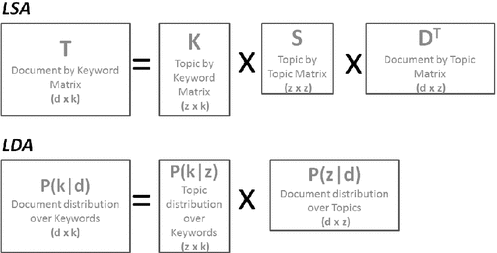 LSA
T
Document by Keyword
Matrix
(d x k)
=
K
Topic by
Keyword
Matrix
(z x k)
X
S
Topic by
Topic Matrix
(z x z)
X
Dᵀ
Document by Topic
Matrix
(d x z)
LDA
P(k|d)
Document distribution
over Keywords
(d x k)
=
P(k|z)
Topic
distribution
over
Keywords
(z x k)
X
P(z|d)
Document distribution
over Topics
(d x z)